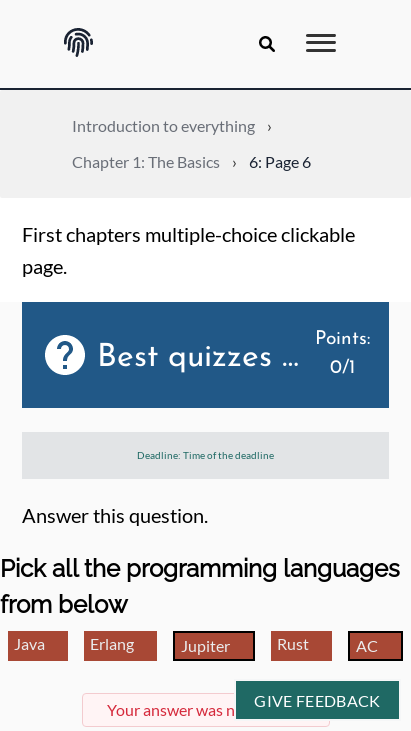 Introduction to everything ›
Chapter 1: The Basics › 6: Page 6
First chapters multiple-choice clickable
page.
Best quizzes ...
Points:
0/1
Deadline: Time of the deadline
Answer this question.
Pick all the programming languages
from below
Java Erlang Jupiter Rust AC
Your answer was
GIVE FEEDBACK